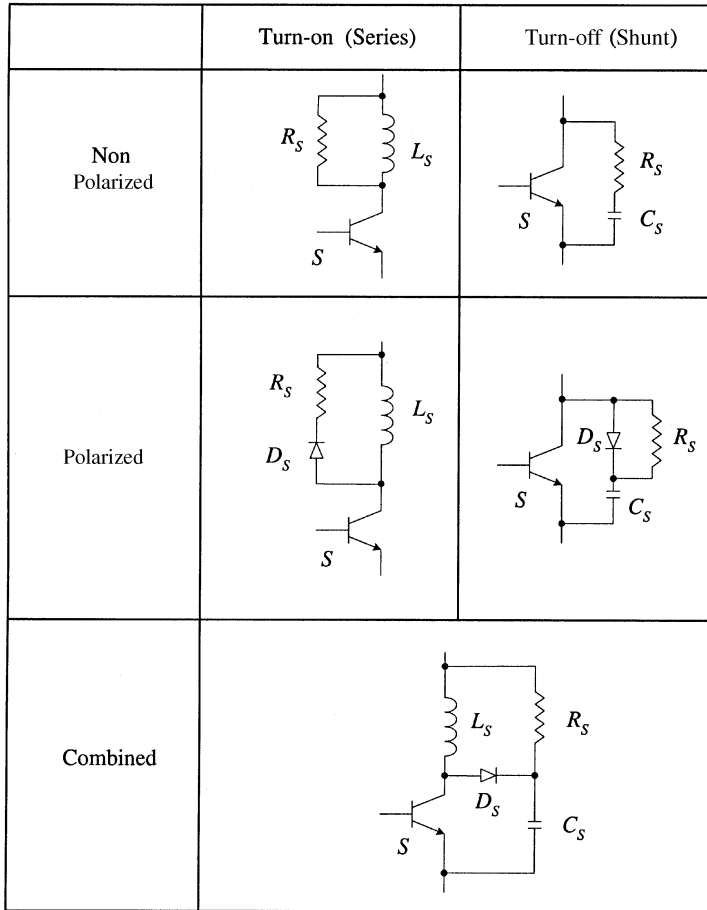 Turn-on (Series)
Turn-off (Shunt)
Non
Polarized
R_S
L_S
S
R_S
C_S
S
Polarized
R_S
L_S
D_S
S
D_S
R_S
C_S
S
Combined
L_S
R_S
D_S
C_S
S